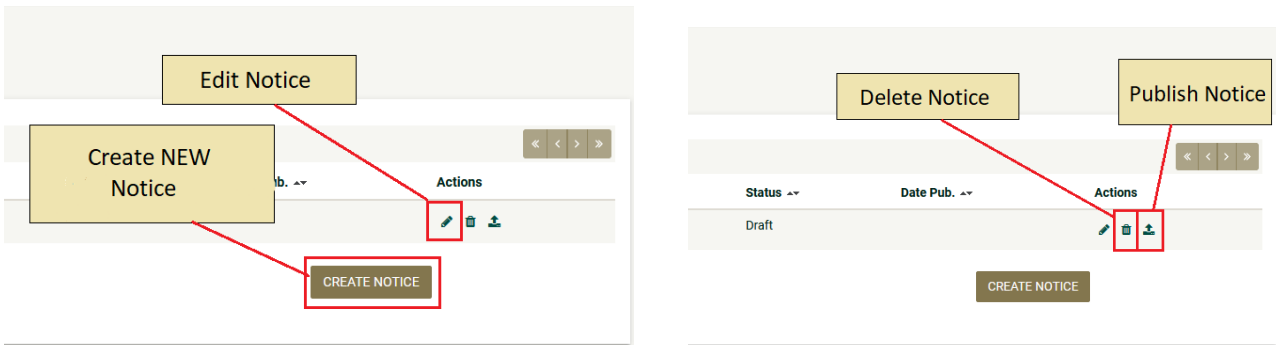 Edit Notice
Create NEW
Notice
« < > »
b. Actions
CREATE NOTICE
Delete Notice
Publish Notice
« < > »
Status Date Pub. Actions
Draft
CREATE NOTICE